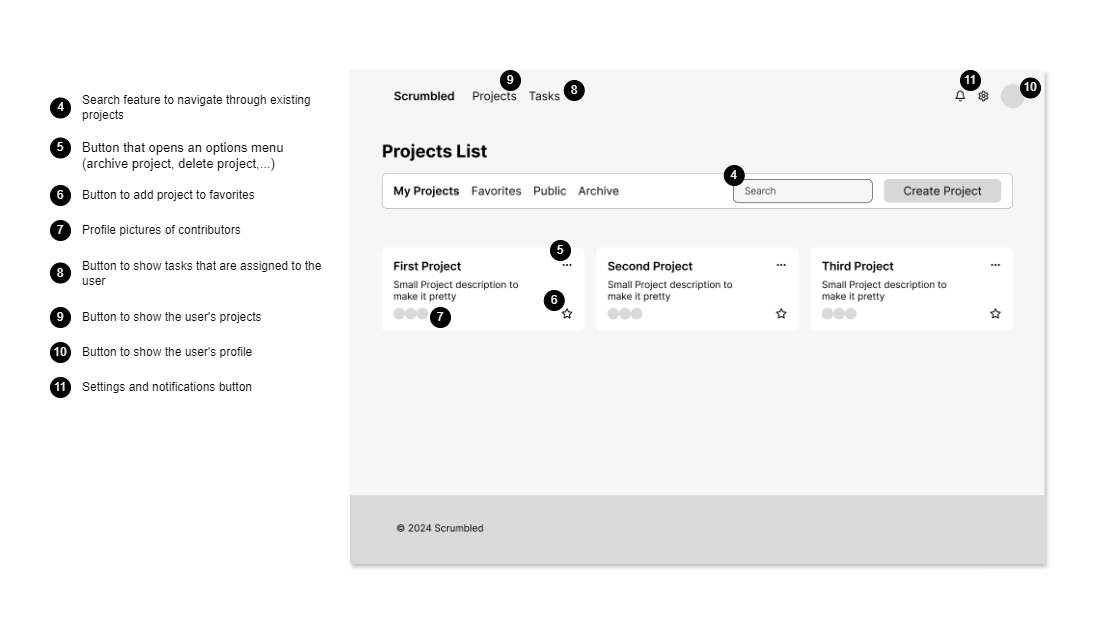 4 Search feature to navigate through existing
projects
5 Button that opens an options menu
(archive project, delete project,...)
6 Button to add project to favorites
7 Profile pictures of contributors
8 Button to show tasks that are assigned to the
user
9 Button to show the user's projects
10 Button to show the user's profile
11 Settings and notifications button
9 8 11 10
Scrumbled Projects Tasks
Projects List
4
My Projects Favorites Public Archive Search Create Project
5
First Project ...
Small Project description to
make it pretty
6
7
Second Project ...
Small Project description to
make it pretty
Third Project ...
Small Project description to
make it pretty
© 2024 Scrumbled